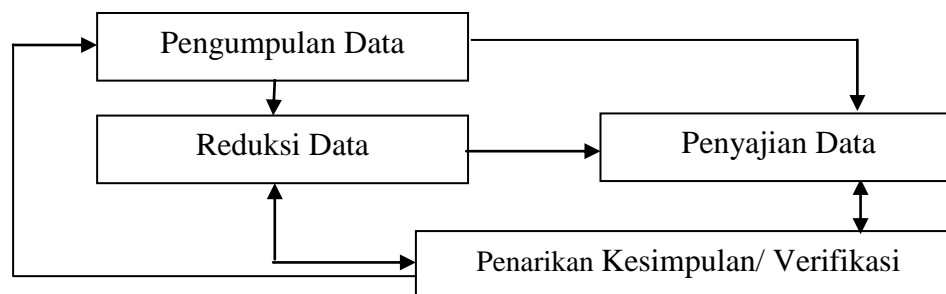 Pengumpulan Data
Reduksi Data
Penyajian Data
Penarikan Kesimpulan/ Verifikasi